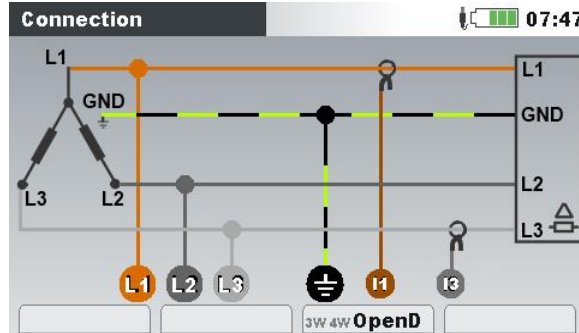 Connection 07:47
L1 L1
GND GND
L3 L2 L2
L3
L1 L2 L3 I1 I3
3W 4W OpenD